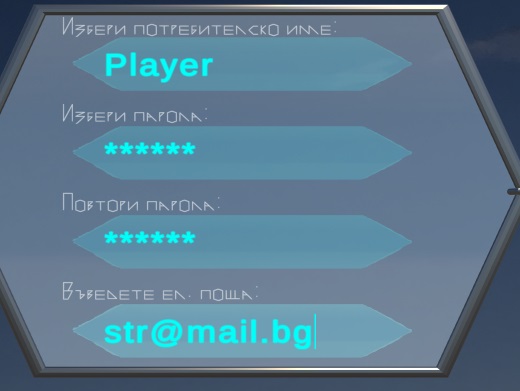 Избери потребителско име:
Player
Избери парола:
******
Повтори парола:
******
Въведете ел. поща:
str@mail.bg